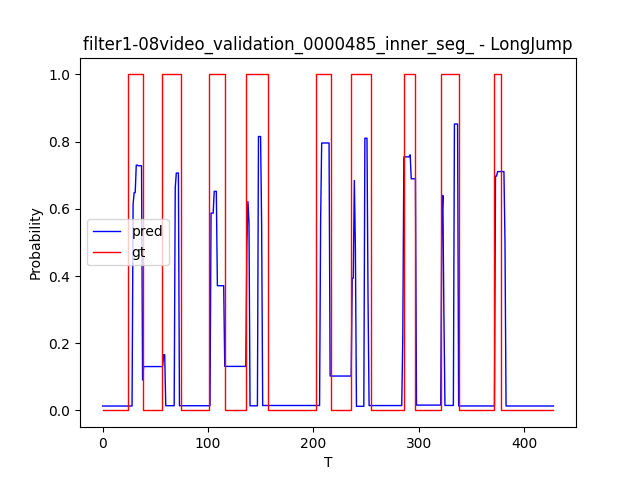 filter1-08video_validation_0000485_inner_seg_ - LongJump
1.0
0.8
0.6
0.4
0.2
0.0
Probability
pred
gt
0
100
200
300
400
T